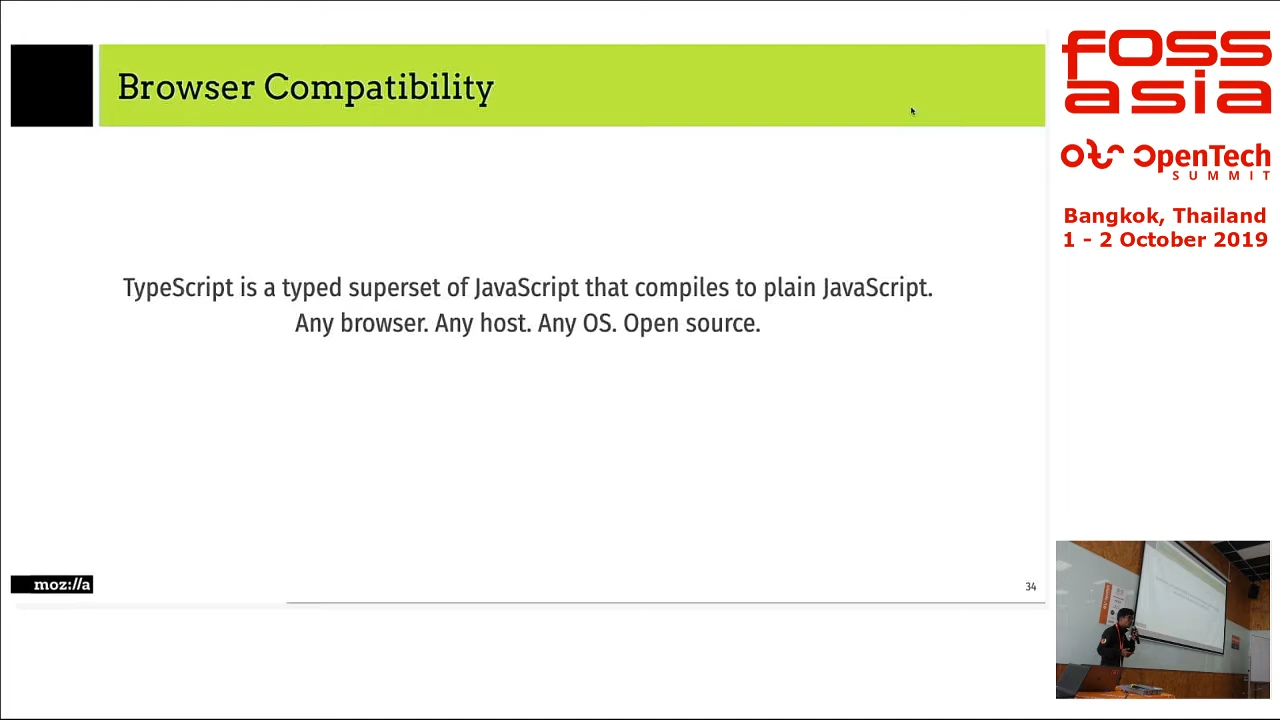 Browser Compatibility
TypeScript is a typed superset of JavaScript that compiles to plain JavaScript.
Any browser. Any host. Any OS. Open source.
moz://a
34
FOSS
asia
OpenTech
SUMMIT
Bangkok, Thailand
1 - 2 October 2019